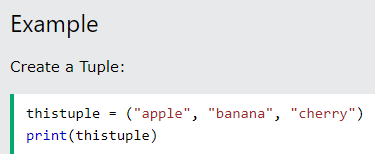 Example
Create a Tuple:
thistuple = ("apple", "banana", "cherry")
print(thistuple)